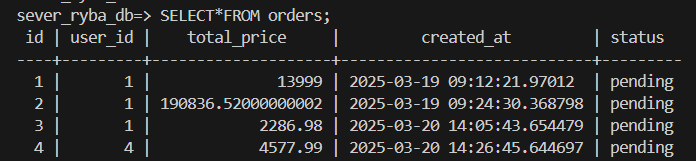 sever_ryba_db=> SELECT*FROM orders;
 id | user_id |    total_price     |         created_at         | status
----+---------+--------------------+----------------------------+---------
  1 |       1 |              13999 | 2025-03-19 09:12:21.97012  | pending
  2 |       1 | 190836.52000000002 | 2025-03-19 09:24:30.368798 | pending
  3 |       1 |            2286.98 | 2025-03-20 14:05:43.654479 | pending
  4 |       4 |            4577.99 | 2025-03-20 14:26:45.644697 | pending